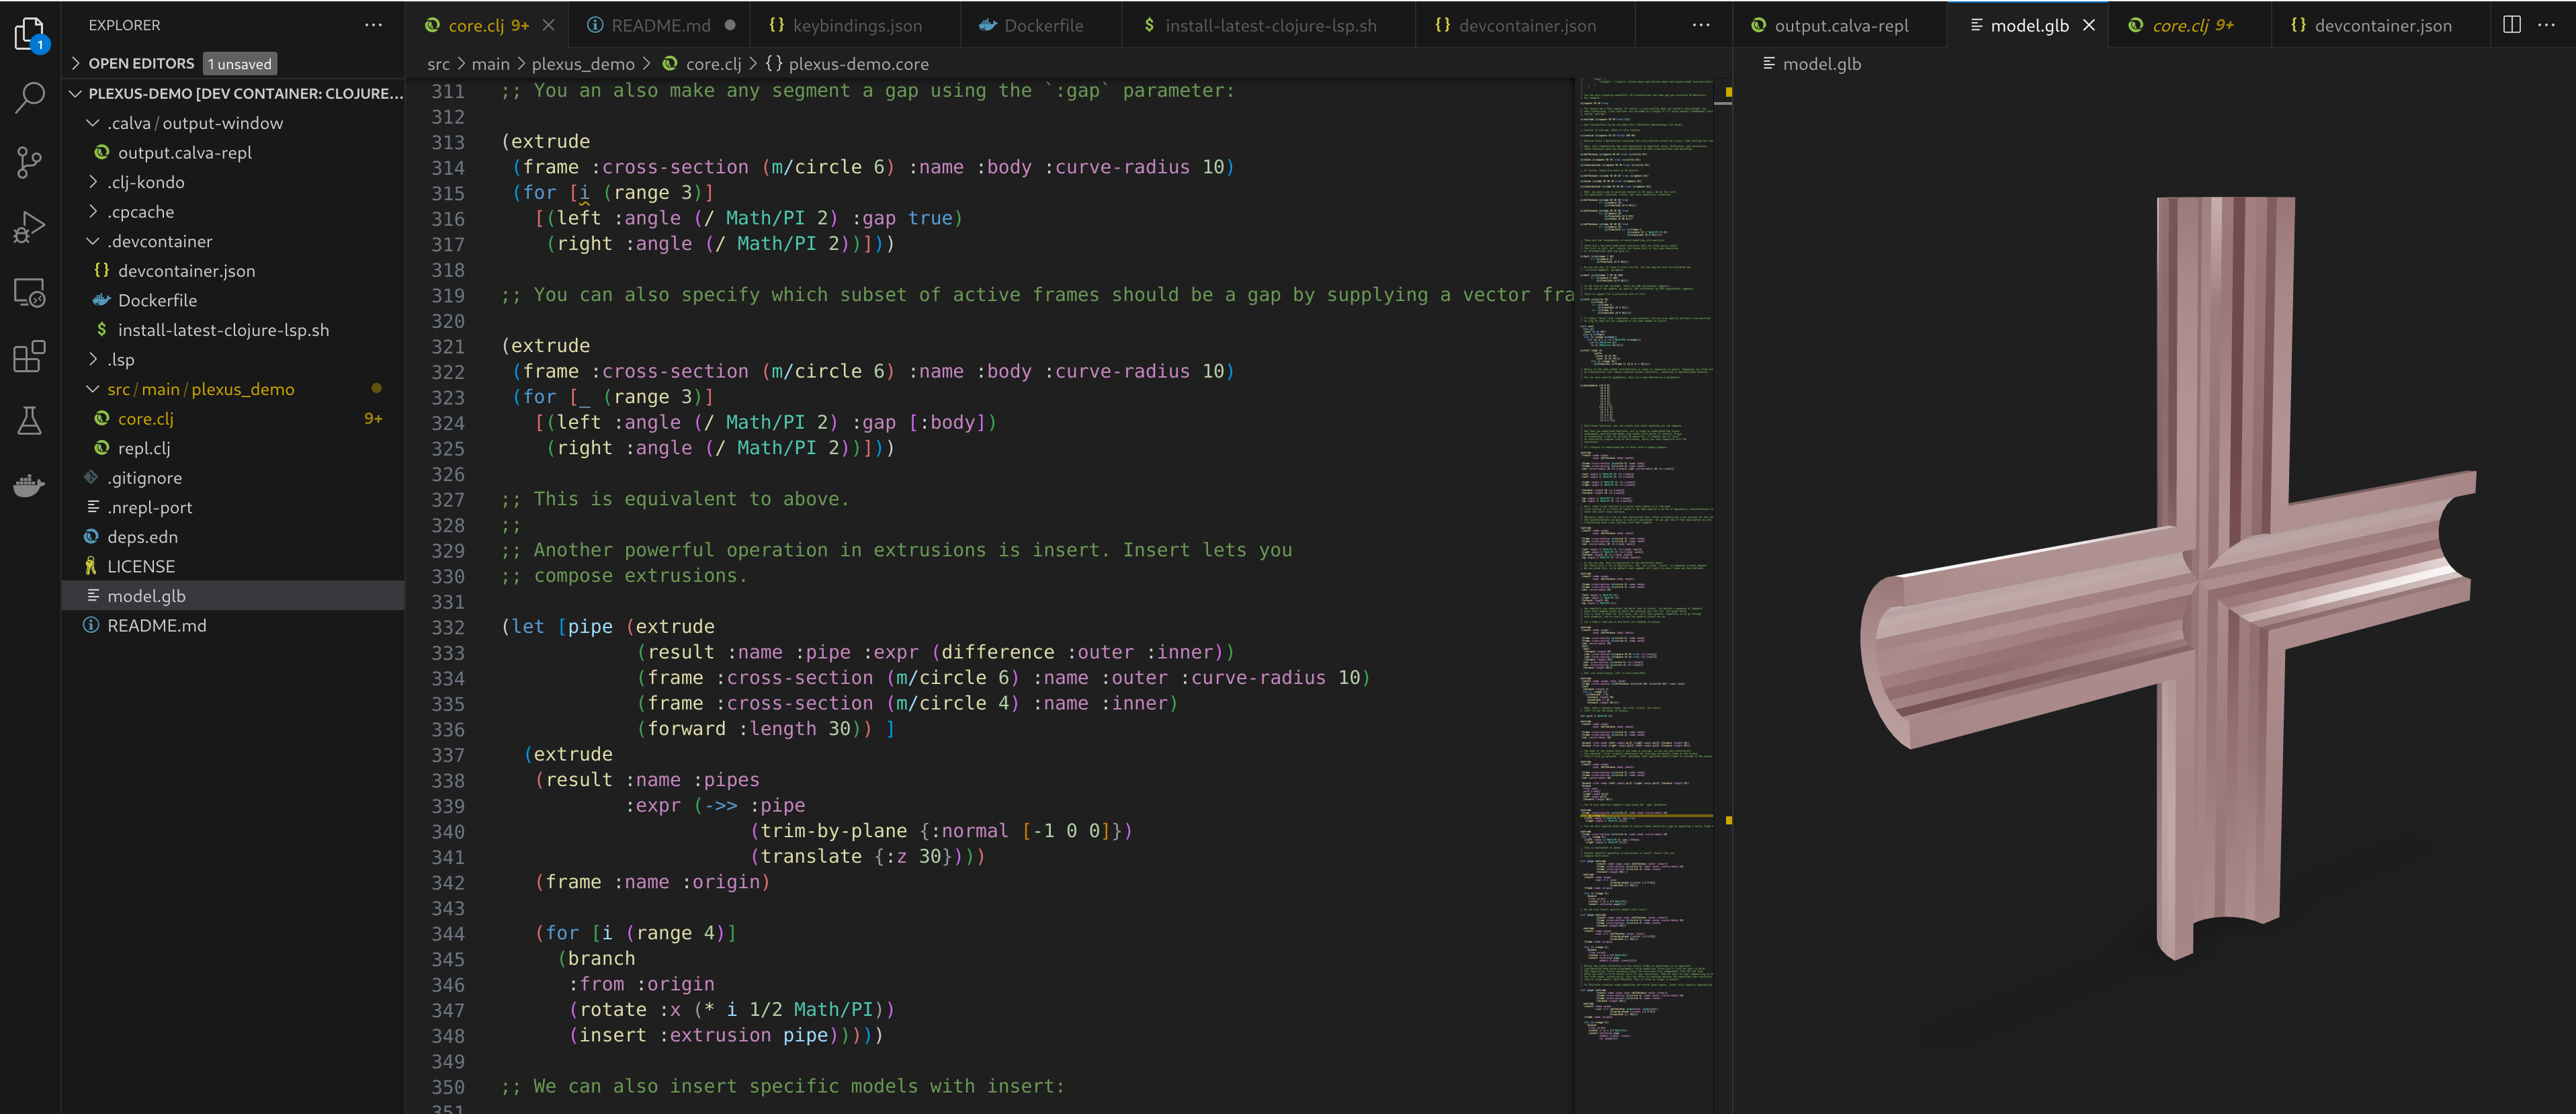 EXPLORER
OPEN EDITORS 1 unsaved
PLEXUS-DEMO [DEV CONTAINER: CLOJURE...
.calva / output-window
output.calva-repl
.clj-kondo
.cpcache
.devcontainer
devcontainer.json
Dockerfile
install-latest-clojure-lsp.sh
.lsp
src / main / plexus_demo
core.clj 9+
repl.clj
.gitignore
.nrepl-port
deps.edn
LICENSE
model.glb
README.md
1
core.clj 9+
README.md
keybindings.json
Dockerfile
install-latest-clojure-lsp.sh
devcontainer.json
src > main > plexus_demo > core.clj > {} plexus-demo.core
311 ;; You an also make any segment a gap using the `:gap` parameter:
312
313 (extrude
314 (frame :cross-section (m/circle 6) :name :body :curve-radius 10)
315 (for [i (range 3)]
316 [(left :angle (/ Math/PI 2) :gap true)
317 (right :angle (/ Math/PI 2))]))
318
319 ;; You can also specify which subset of active frames should be a gap by supplying a vector fra
320
321 (extrude
322 (frame :cross-section (m/circle 6) :name :body :curve-radius 10)
323 (for [_ (range 3)]
324 [(left :angle (/ Math/PI 2) :gap [:body])
325 (right :angle (/ Math/PI 2))]))
326
327 ;; This is equivalent to above.
328 ;;
329 ;; Another powerful operation in extrusions is insert. Insert lets you
330 ;; compose extrusions.
331
332 (let [pipe (extrude
333 (result :name :pipe :expr (difference :outer :inner))
334 (frame :cross-section (m/circle 6) :name :outer :curve-radius 10)
335 (frame :cross-section (m/circle 4) :name :inner)
336 (forward :length 30)) ]
337 (extrude
338 (result :name :pipes
339 :expr (->> :pipe
340 (trim-by-plane {:normal [-1 0 0]})
341 (translate {:z 30})))
342 (frame :name :origin)
343
344 (for [i (range 4)]
345 (branch
346 :from :origin
347 (rotate :x (* i 1/2 Math/PI))
348 (insert :extrusion pipe)))))
349
350 ;; We can also insert specific models with insert:
351
output.calva-repl
model.glb
core.clj 9+
devcontainer.json
model.glb